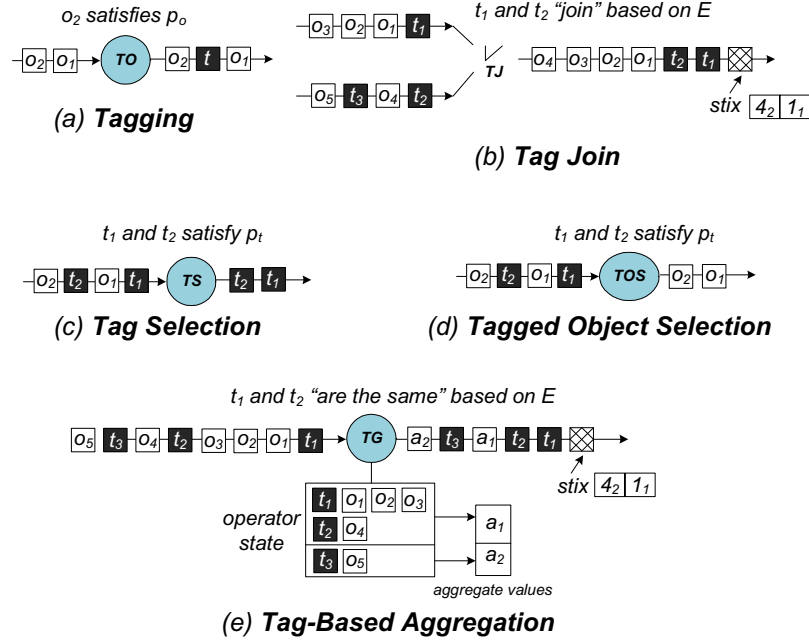 o₂ satisfies pₒ
o₂ o₁ TO o₂ t o₁
(a) Tagging
t₁ and t₂ “join” based on E
o₃ o₂ o₁ t₁
o₅ t₃ o₄ t₂
TJ
o₄ o₃ o₂ o₁ t₂ t₁
stix 4₂ 1₁
(b) Tag Join
t₁ and t₂ satisfy pₜ
o₂ t₂ o₁ t₁ TS t₂ t₁
(c) Tag Selection
t₁ and t₂ satisfy pₜ
o₂ t₂ o₁ t₁ TOS o₂ o₁
(d) Tagged Object Selection
t₁ and t₂ “are the same” based on E
o₅ t₃ o₄ t₂ o₃ o₂ o₁ t₁ TG a₂ t₃ a₁ t₂ t₁
stix 4₂ 1₁
operator
state
t₁ o₁ o₂ o₃
t₂ o₄
t₃ o₅
a₁
a₂
aggregate values
(e) Tag-Based Aggregation